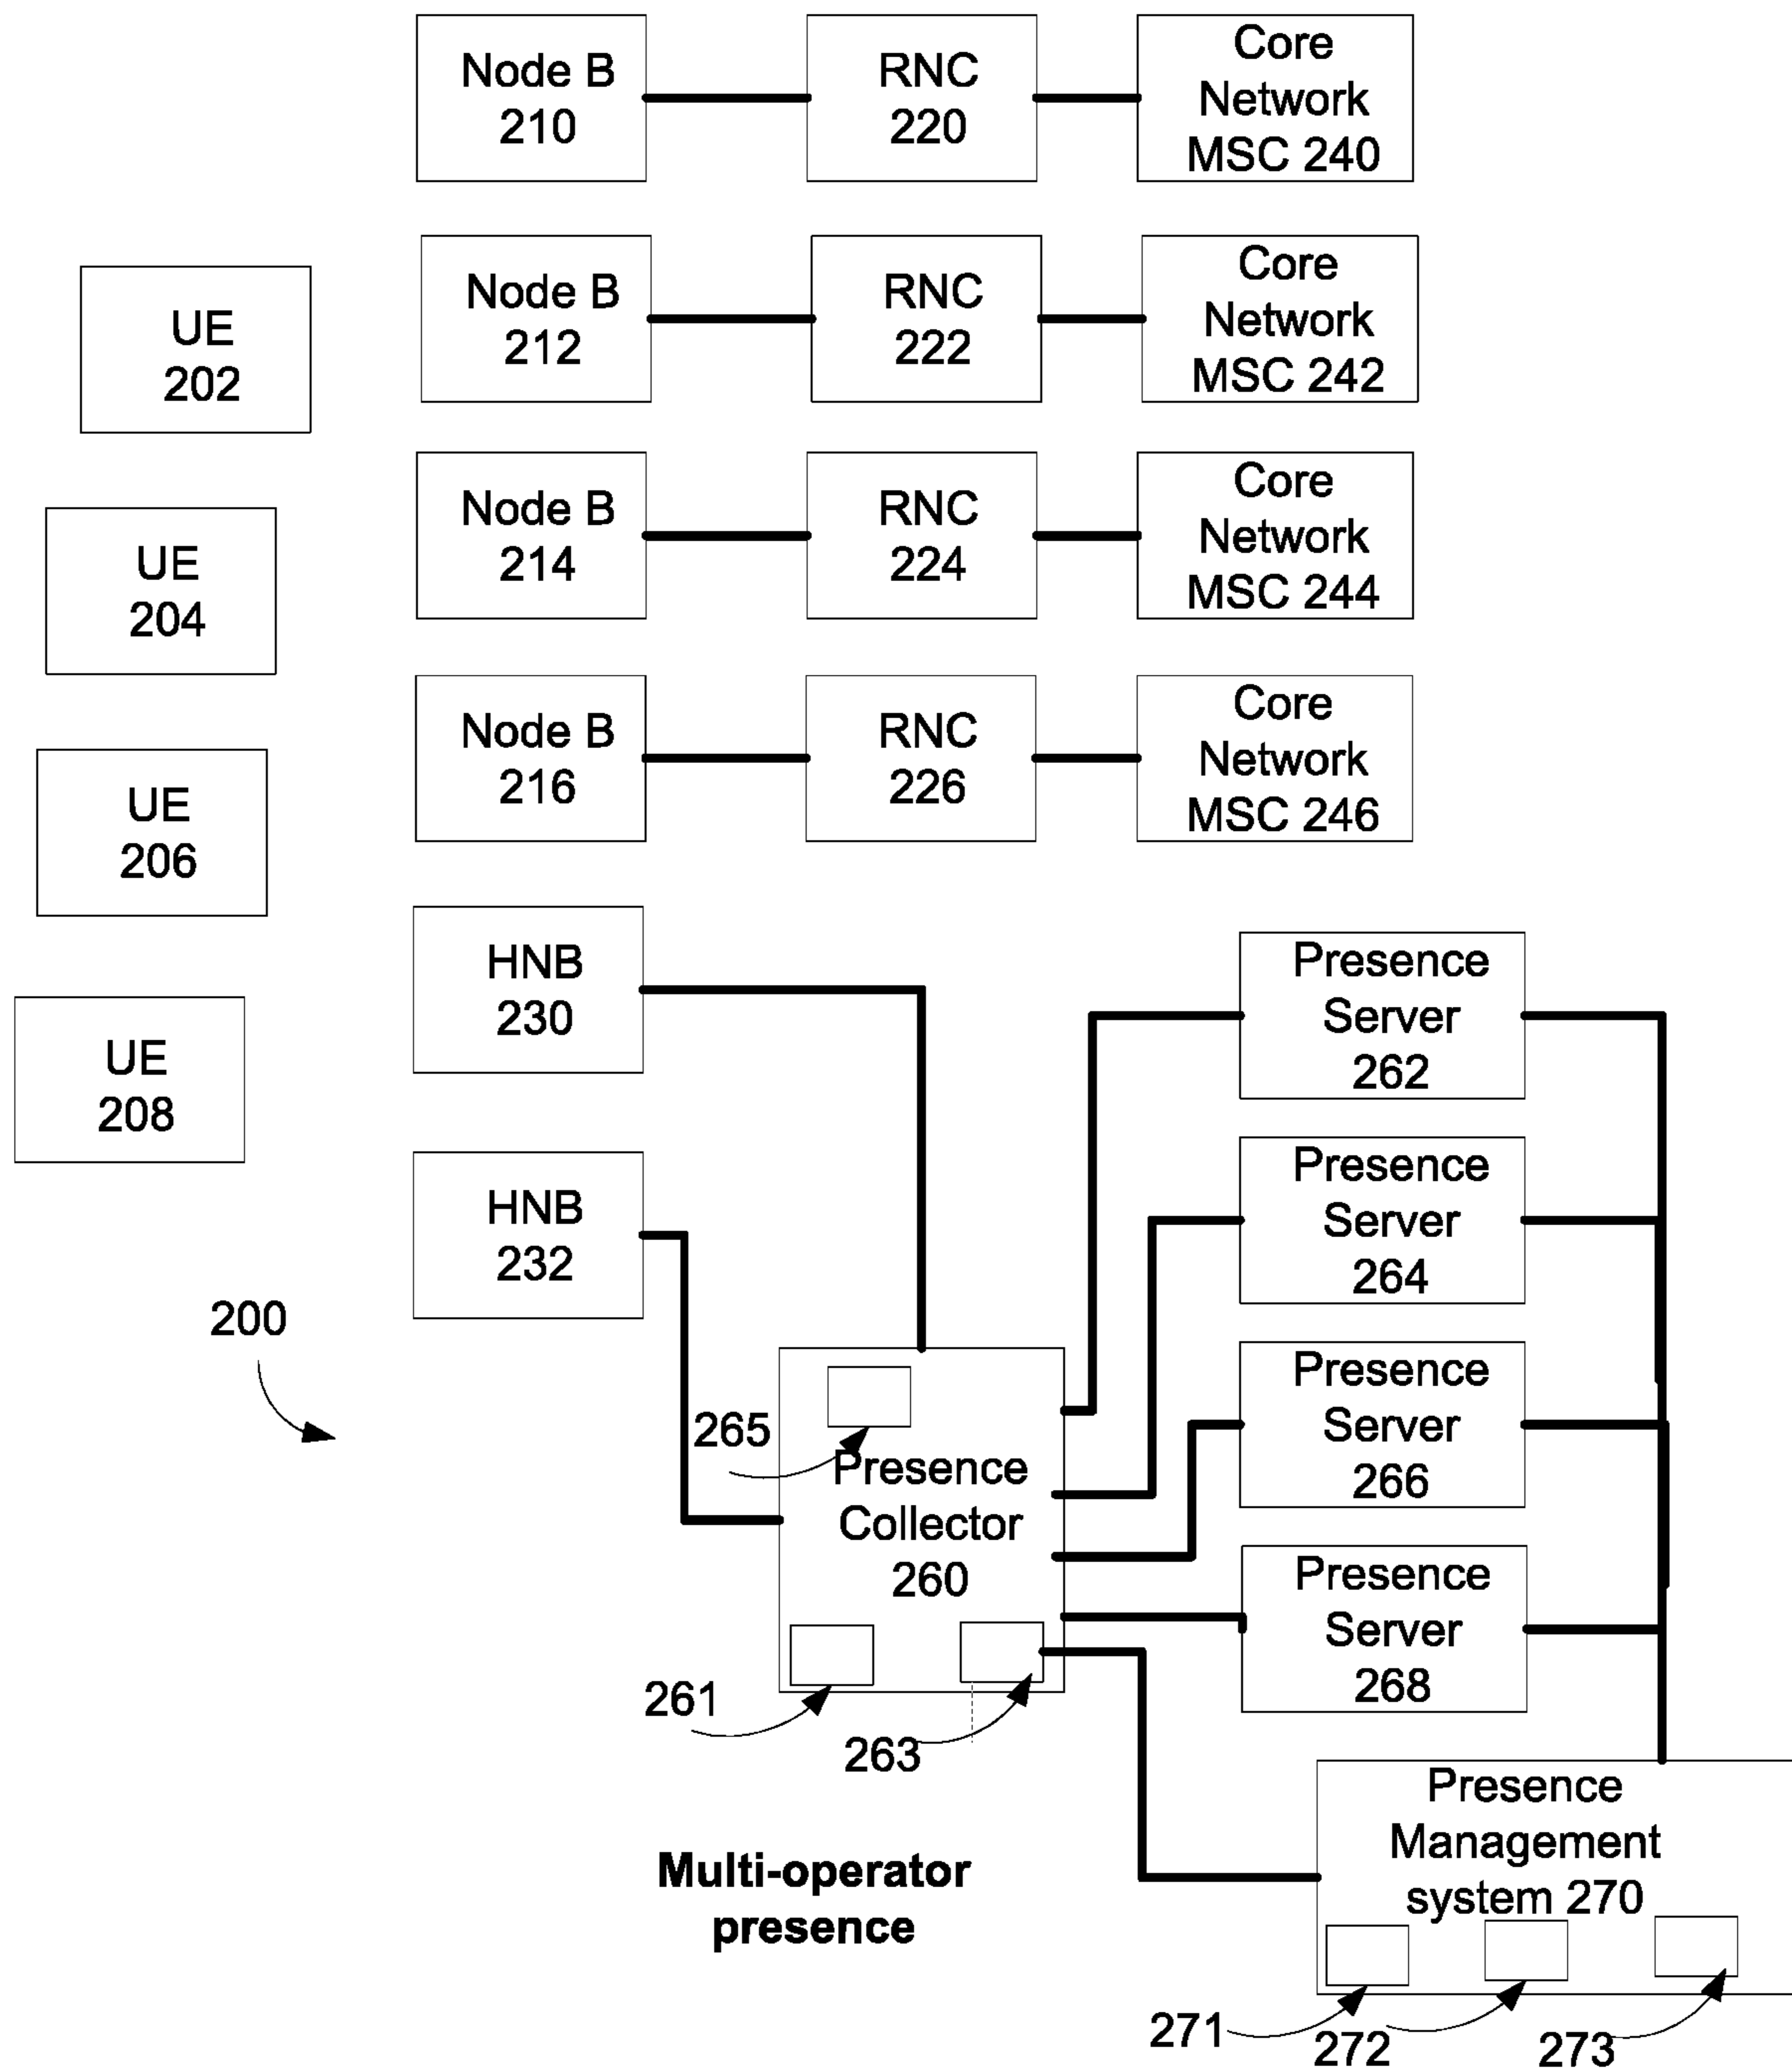 Node B
210
RNC
220
Core
Network
MSC 240
Node B
212
RNC
222
Core
Network
MSC 242
UE
202
Node B
214
RNC
224
Core
Network
MSC 244
UE
204
Node B
216
RNC
226
Core
Network
MSC 246
UE
206
HNB
230
Presence
Server
262
UE
208
HNB
232
Presence
Server
264
200
265
Presence
Collector
260
Presence
Server
266
Presence
Server
268
261
263
Presence
Management
system 270
Multi-operator
presence
271
272
273